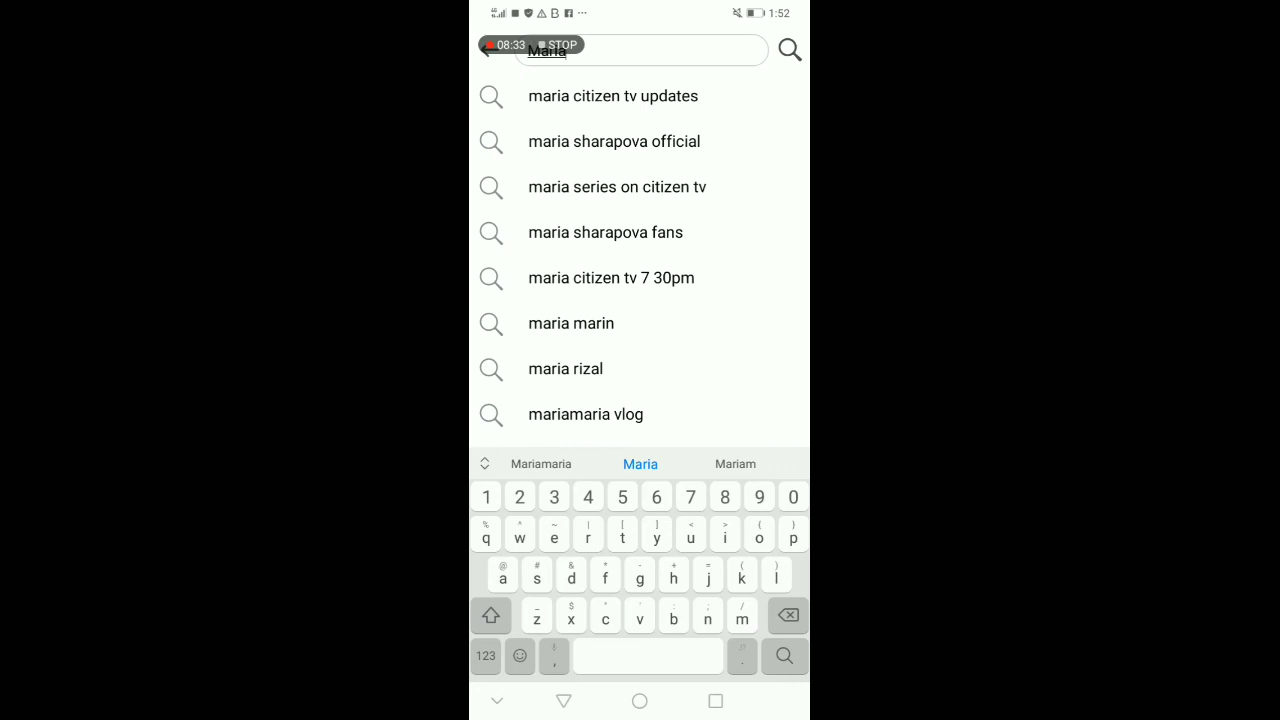 1:52
08:33 STOP
Maria
maria citizen tv updates
maria sharapova official
maria series on citizen tv
maria sharapova fans
maria citizen tv 7 30pm
maria marin
maria rizal
mariamaria vlog
Mariamaria Maria Mariam
1 2 3 4 5 6 7 8 9 0
% ^ ~ | [ ] < > { }
q w e r t y u i o p
@ # & * - + = ( )
a s d f g h j k l
_ $ " ' : ; /
z x c v b n m
123 , .